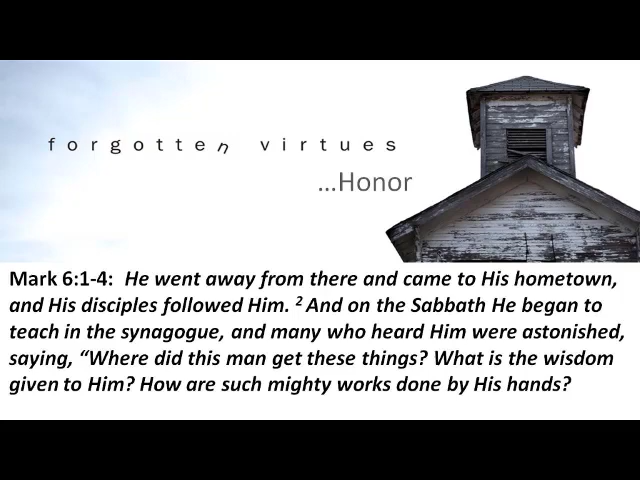 forgotten virtues
...Honor
Mark 6:1-4: He went away from there and came to His hometown,
and His disciples followed Him. 2 And on the Sabbath He began to
teach in the synagogue, and many who heard Him were astonished,
saying, “Where did this man get these things? What is the wisdom
given to Him? How are such mighty works done by His hands?